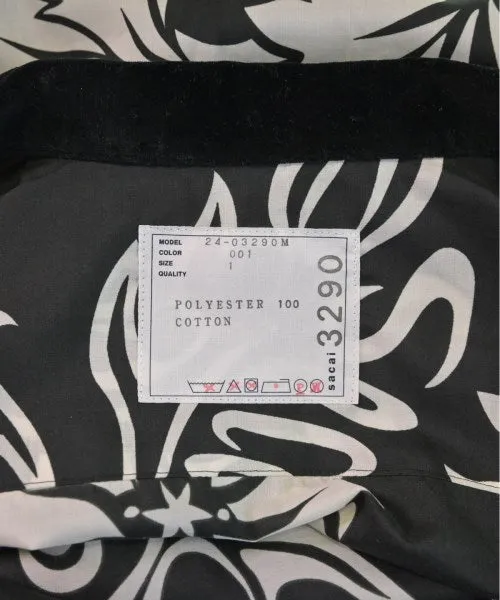 MODEL 24-03290M
COLOR 001
SIZE 1
QUALITY
POLYESTER 100
COTTON
sacai 3290